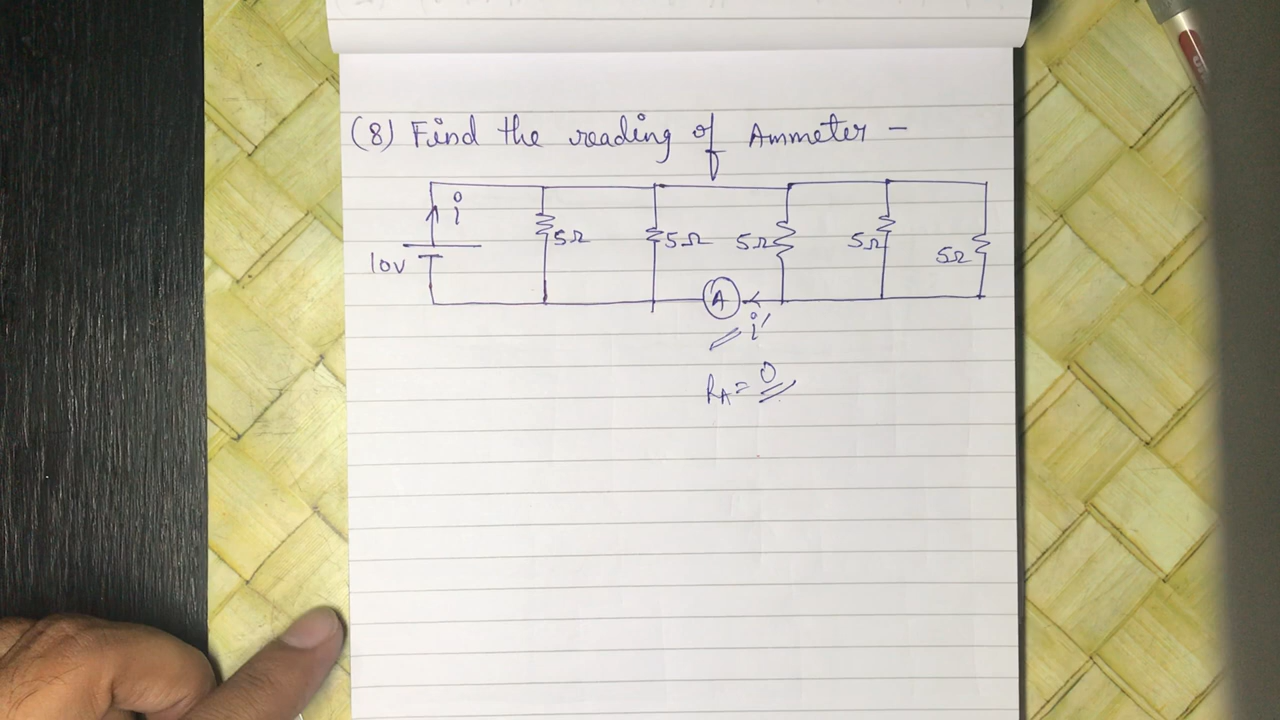 (8) Find the reading of Ammeter -
i
10V
5Ω 5Ω 5Ω 5Ω 5Ω
A
i'
RA = 0